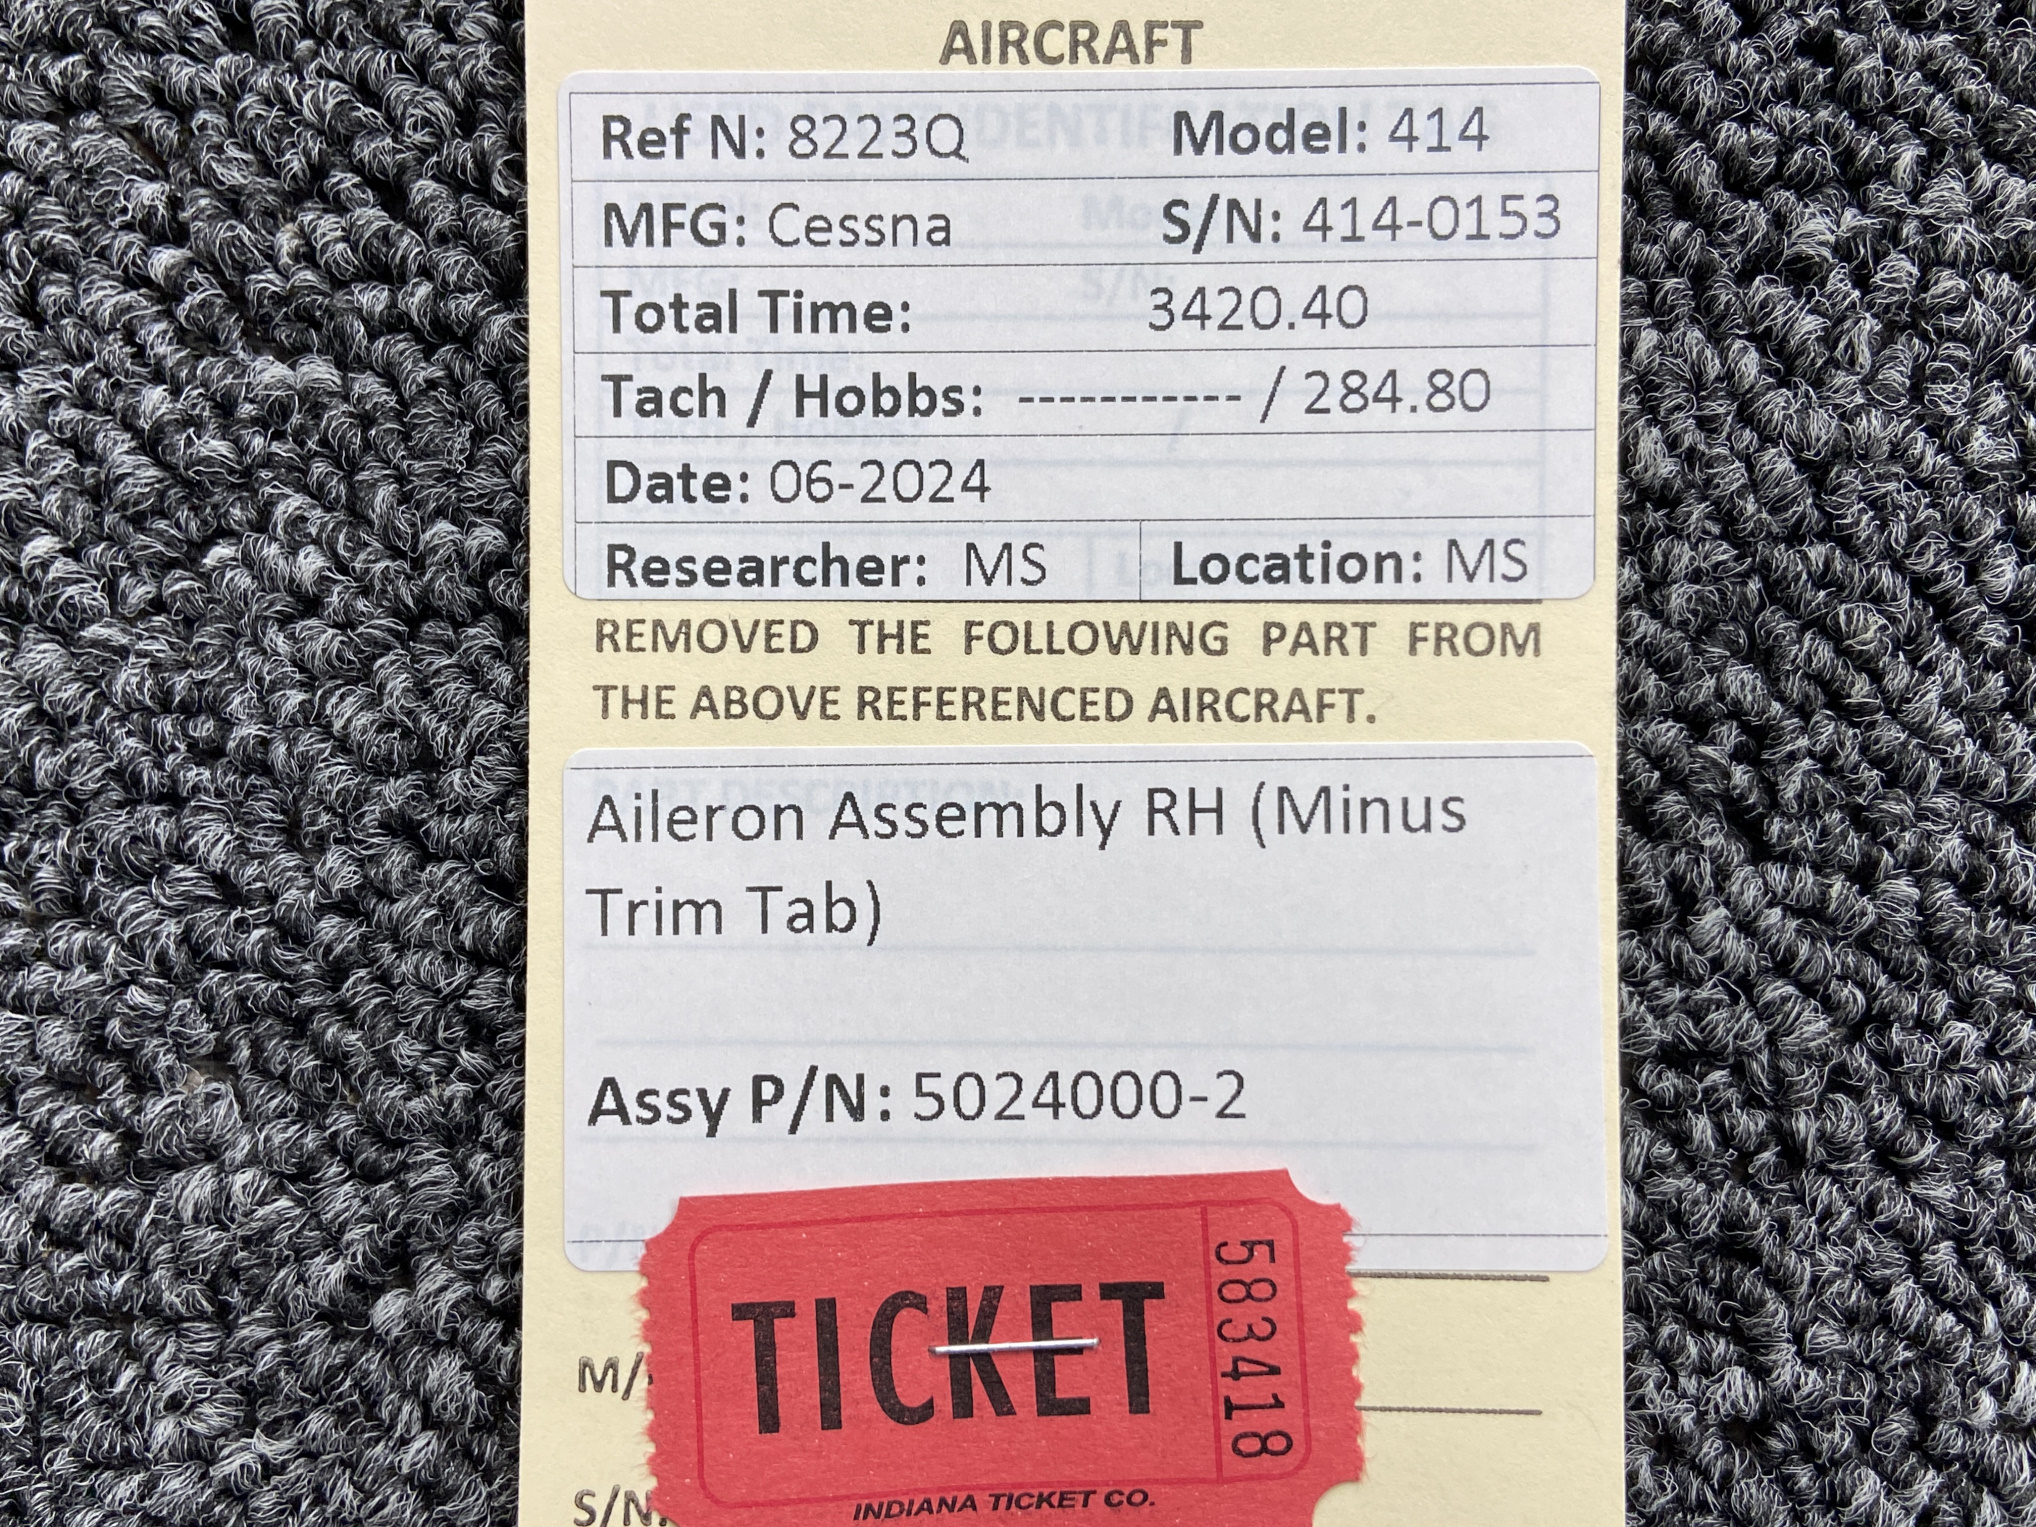 AIRCRAFT
Ref N: 8223Q Model: 414
MFG: Cessna S/N: 414-0153
Total Time: 3420.40
Tach / Hobbs: ----------- / 284.80
Date: 06-2024
Researcher: MS Location: MS
REMOVED THE FOLLOWING PART FROM
THE ABOVE REFERENCED AIRCRAFT.
Aileron Assembly RH (Minus
Trim Tab)
Assy P/N: 5024000-2
TICKET
583418
M/
S/N:
INDIANA TICKET CO.